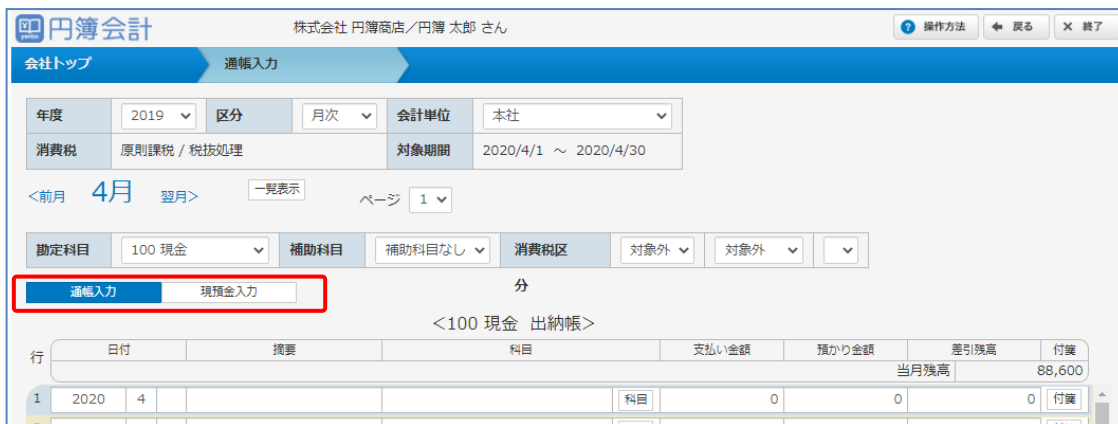 円簿会計 株式会社 円簿商店／円簿 太郎 さん ? 操作方法 戻る × 終了
会社トップ 通帳入力
年度 2019 区分 月次 会計単位 本社
消費税 原則課税 / 税抜処理 対象期間 2020/4/1 ～ 2020/4/30
<前月 4月 翌月> 一覧表示 ページ 1
勘定科目 100 現金 補助科目 補助科目なし 消費税区 対象外 対象外
通帳入力 現預金入力 分
<100 現金 出納帳>
行 日付 摘要 科目 支払い金額 預かり金額 差引残高 付箋
当月残高 88,600
1 2020 4 科目 0 0 0 付箋